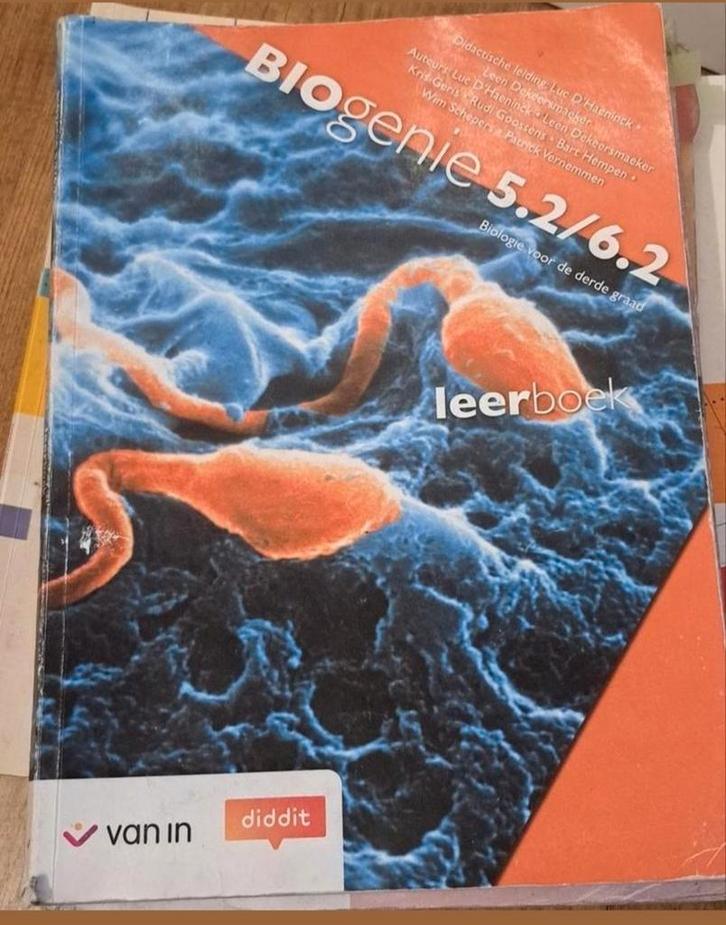 Didactische leiding: Luc D'Haeninck •
Leen Dekeersmaeker
Auteurs: Luc D'Haeninck • Leen Dekeersmaeker
Kris Geris • Rudi Goossens • Bart Hempen •
Wim Schepers • Patrick Vernemmen
BIOgenie 5.2/6.2
Biologie voor de derde graad
leerboek
van in
diddit